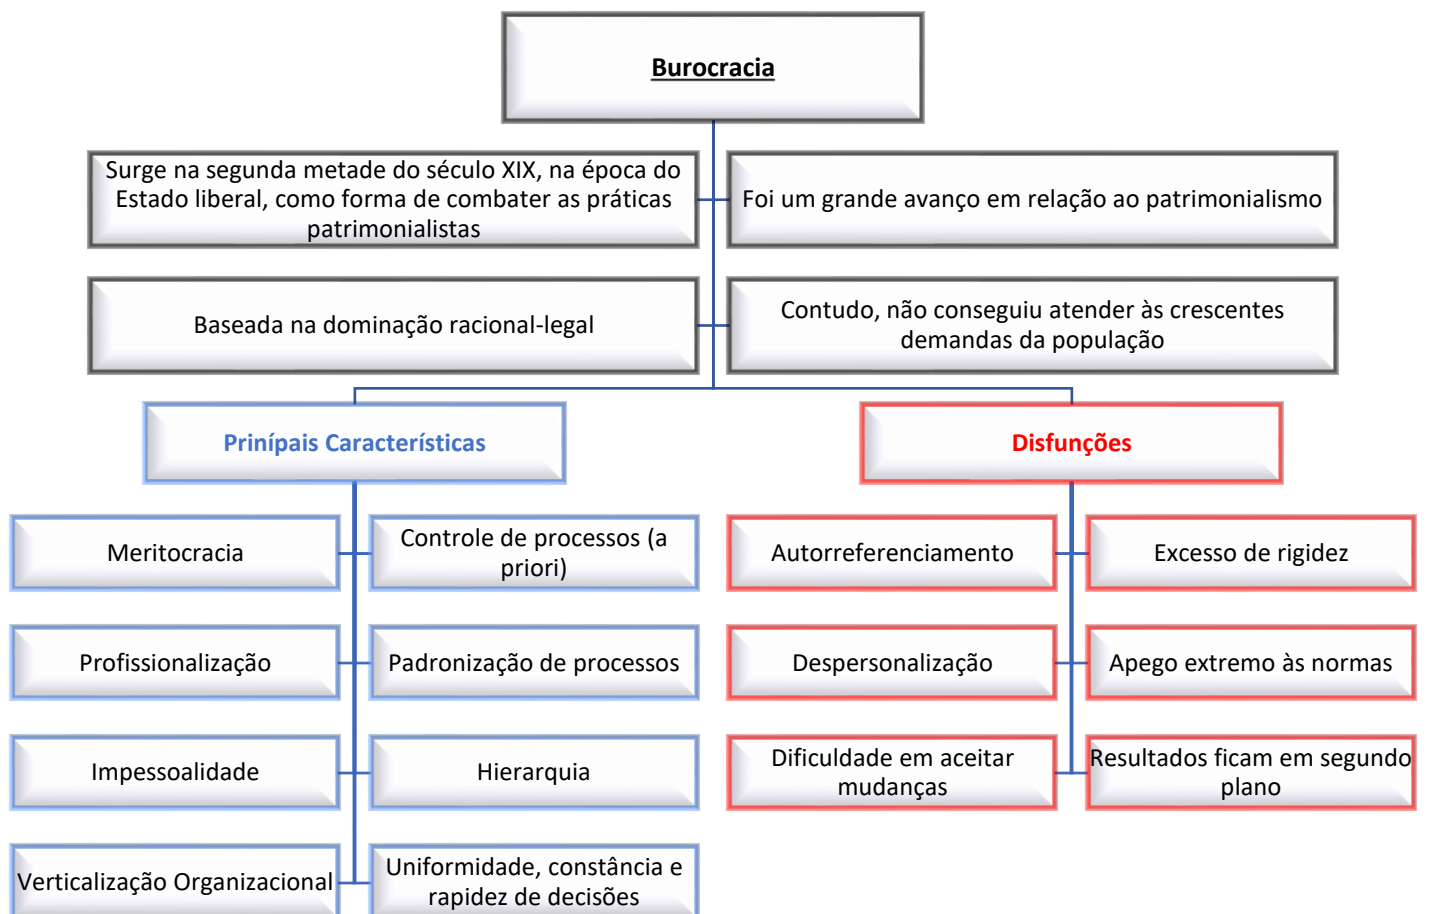 Burocracia
Surge na segunda metade do século XIX, na época do
Estado liberal, como forma de combater as práticas
patrimonialistas
Foi um grande avanço em relação ao patrimonialismo
Baseada na dominação racional-legal
Contudo, não conseguiu atender às crescentes
demandas da população
Prinípais Característícas
Disfunções
Meritocracia
Controle de processos (a
priori)
Autorreferenciamento
Excesso de rigidez
Profissionalização
Padronização de processos
Despersonalização
Apego extremo às normas
Impessoalidade
Hierarquia
Dificuldade em aceitar
mudanças
Resultados ficam em segundo
plano
Verticalização Organizacional
Uniformidade, constância e
rapidez de decisões